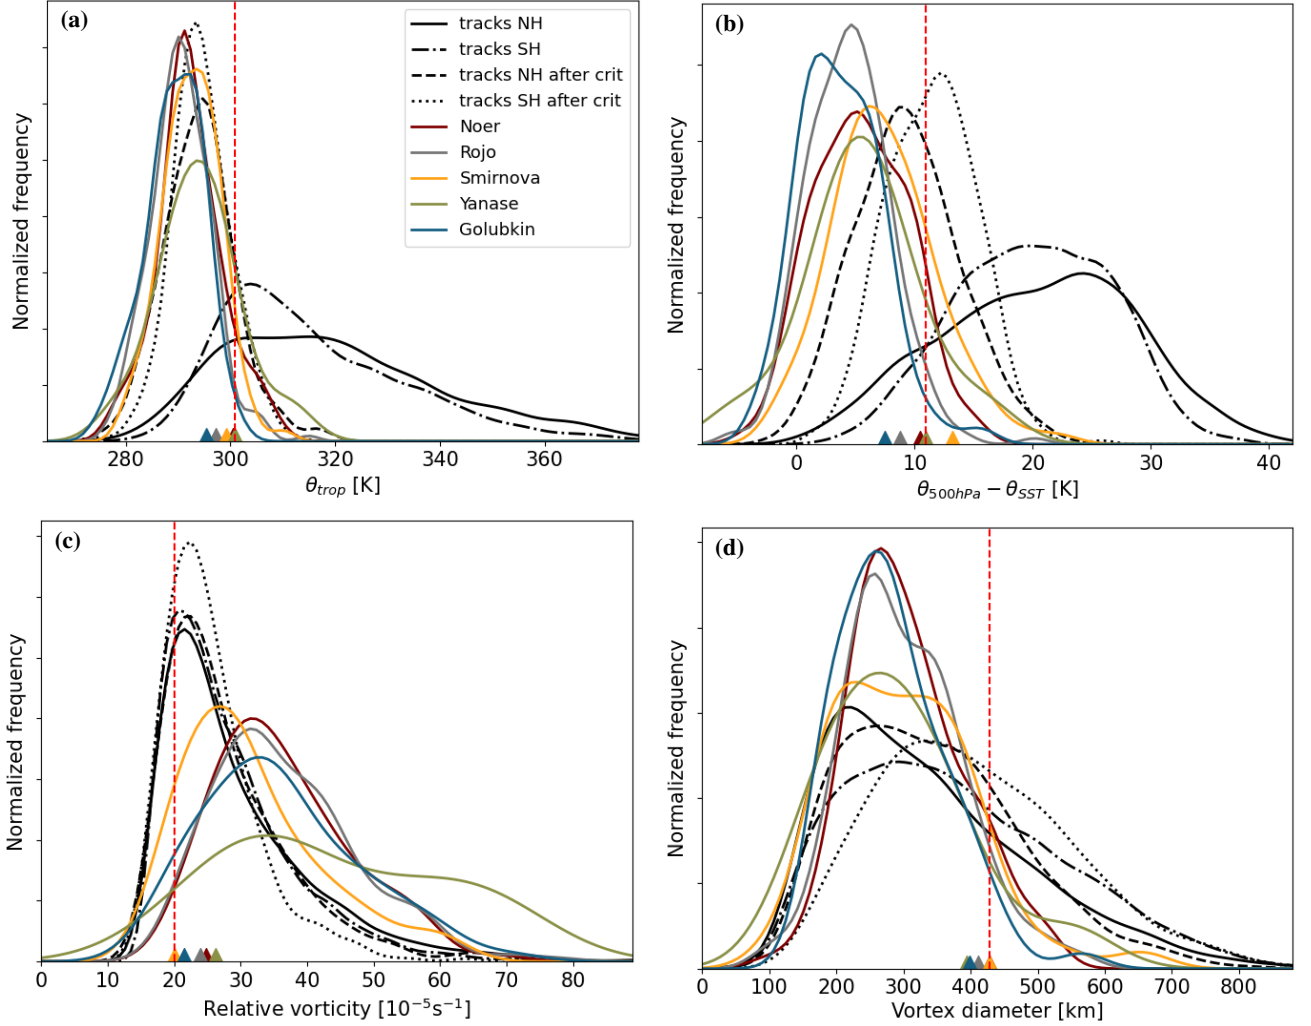 (a)
tracks NH
tracks SH
tracks NH after crit
tracks SH after crit
Noer
Rojo
Smirnova
Yanase
Golubkin
Normalized frequency
280 300 320 340 360
θtrop [K]
(b)
Normalized frequency
0 10 20 30 40
θ500hPa − θSST [K]
(c)
Normalized frequency
0 10 20 30 40 50 60 70 80
Relative vorticity [10⁻⁵s⁻¹]
(d)
Normalized frequency
0 100 200 300 400 500 600 700 800
Vortex diameter [km]